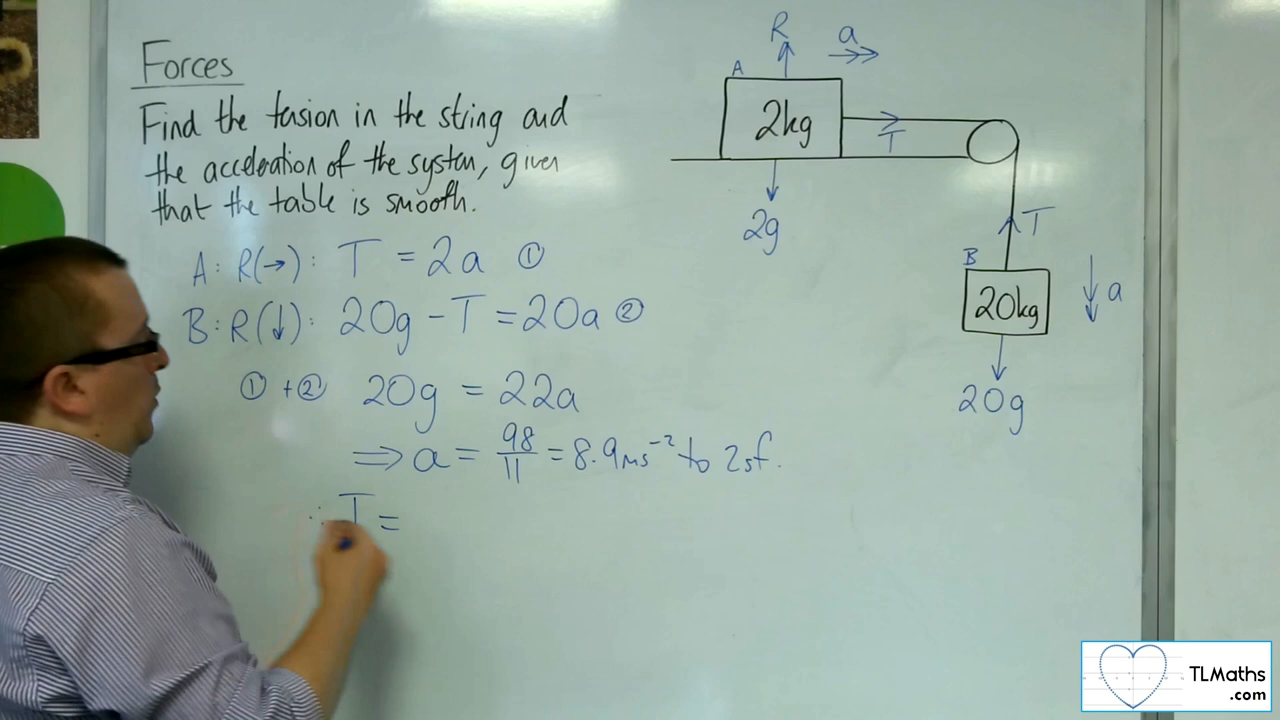 Forces
Find the tension in the string and
the acceleration of the system, given
that the table is smooth.
A: R(→): T = 2a ①
B: R(↓): 20g - T = 20a ②
① + ② 20g = 22a
⇒ a = 98/11 = 8.9ms⁻² to 2sf.
∴ T =
R
a
A
2kg
T
2g
T
B
20kg
a
20g
TLMaths
.com